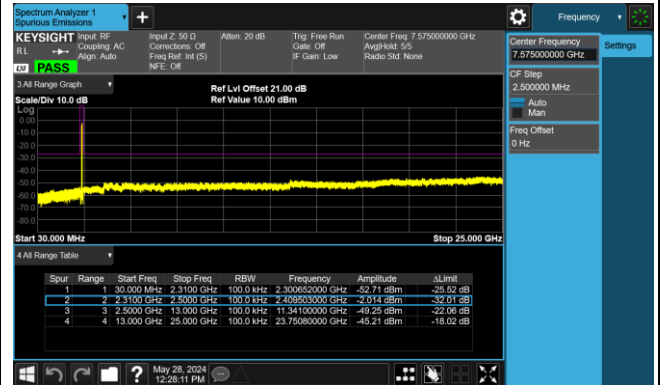 Spectrum Analyzer 1
Spurious Emissions
Frequency
KEYSIGHT
RL
Input: RF
Coupling: AC
Align: Auto
Input Z: 50 Ω
Corrections: Off
Freq Ref: Int (S)
NFE: Off
Atten: 20 dB
Trig: Free Run
Gate: Off
IF Gain: Low
Center Freq: 7.575000000 GHz
Avg|Hold: 5/5
Radio Std: None
LXI PASS
Center Frequency
7.575000000 GHz
Settings
CF Step
2.500000 MHz
Auto
Man
Freq Offset
0 Hz
3 All Range Graph
Scale/Div 10.0 dB
Ref Lvl Offset 21.00 dB
Ref Value 10.00 dBm
Log
0.00
-10.0
-20.0
-30.0
-40.0
-50.0
-60.0
-70.0
-80.0
Start 30.000 MHz
Stop 25.000 GHz
4 All Range Table
Spur Range Start Freq Stop Freq RBW Frequency Amplitude ΔLimit
1 1 30.000 MHz 2.3100 GHz 100.0 kHz 2.300652000 GHz -52.71 dBm -25.52 dB
2 2 2.3100 GHz 2.5000 GHz 100.0 kHz 2.409503000 GHz -2.014 dBm -32.01 dB
3 3 2.5000 GHz 13.000 GHz 100.0 kHz 11.34100000 GHz -49.25 dBm -22.06 dB
4 4 13.000 GHz 25.000 GHz 100.0 kHz 23.75080000 GHz -45.21 dBm -18.02 dB
May 28, 2024
12:28:11 PM